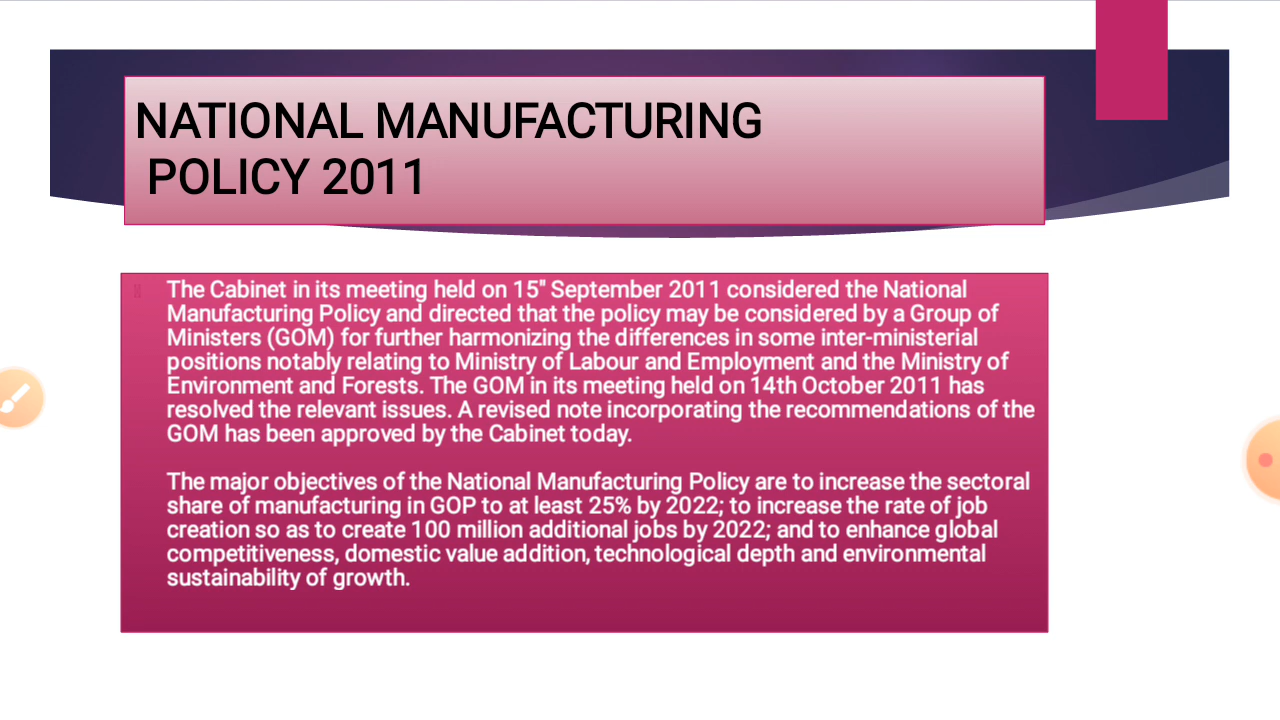 NATIONAL MANUFACTURING
POLICY 2011
The Cabinet in its meeting held on 15" September 2011 considered the National
Manufacturing Policy and directed that the policy may be considered by a Group of
Ministers (GOM) for further harmonizing the differences in some inter-ministerial
positions notably relating to Ministry of Labour and Employment and the Ministry of
Environment and Forests. The GOM in its meeting held on 14th October 2011 has
resolved the relevant issues. A revised note incorporating the recommendations of the
GOM has been approved by the Cabinet today.
The major objectives of the National Manufacturing Policy are to increase the sectoral
share of manufacturing in GOP to at least 25% by 2022; to increase the rate of job
creation so as to create 100 million additional jobs by 2022; and to enhance global
competitiveness, domestic value addition, technological depth and environmental
sustainability of growth.